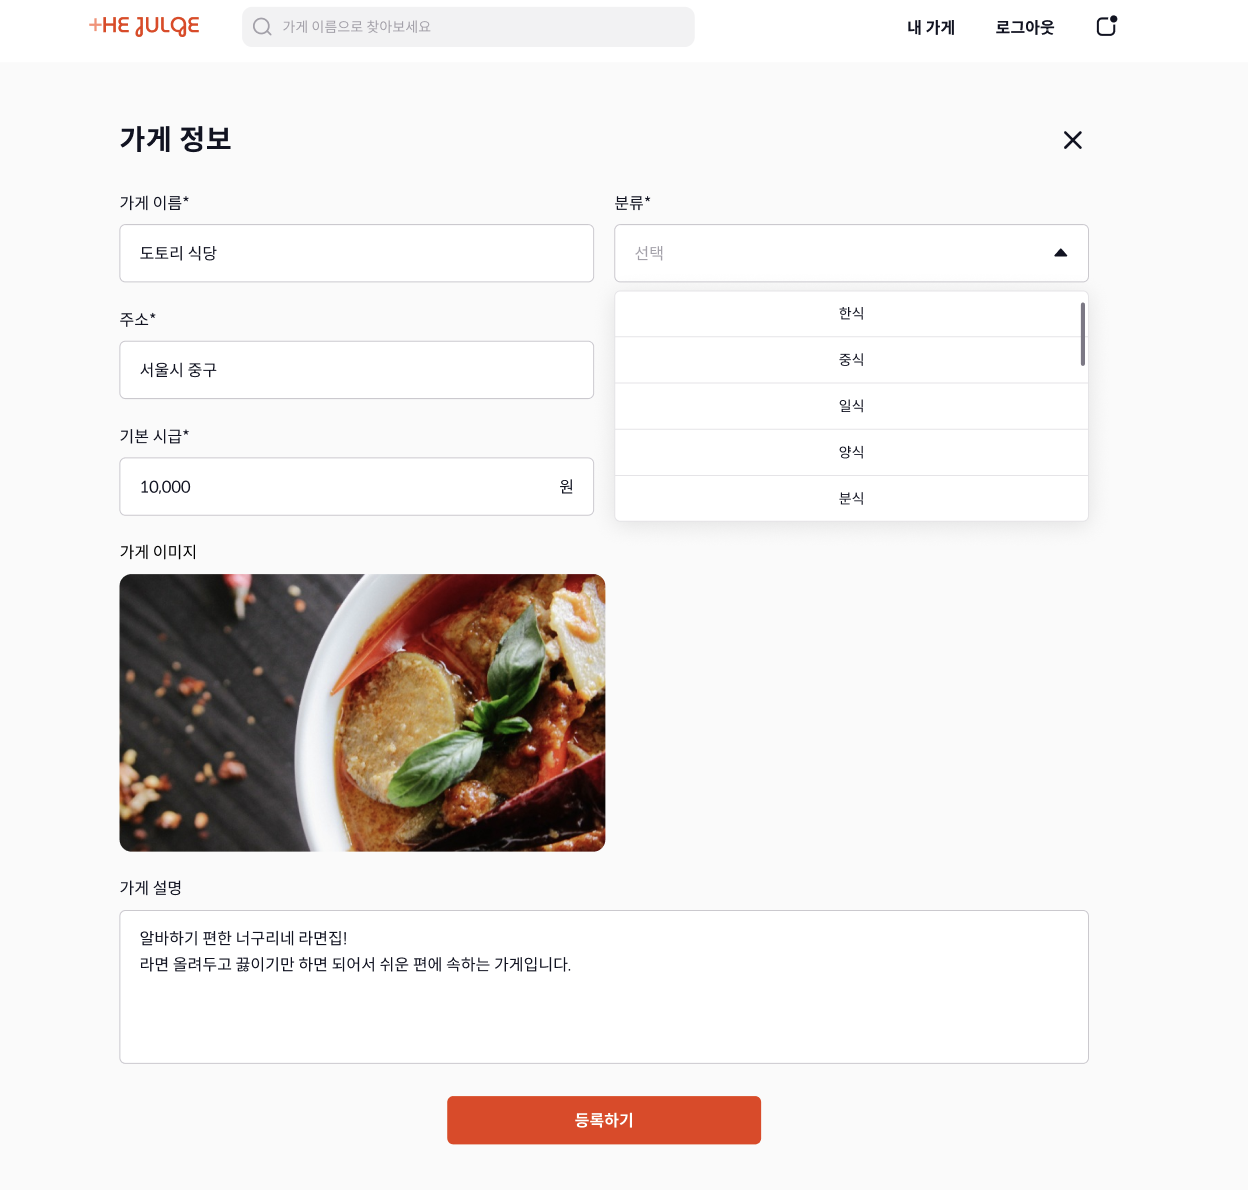 THE JULGE
가게 이름으로 찾아보세요
내 가게
로그아웃
가게 정보
가게 이름*
도토리 식당
분류*
선택
한식
중식
일식
양식
분식
주소*
서울시 중구
기본 시급*
10,000 원
가게 이미지
가게 설명
알바하기 편한 너구리네 라면집!
라면 올려두고 끓이기만 하면 되어서 쉬운 편에 속하는 가게입니다.
등록하기